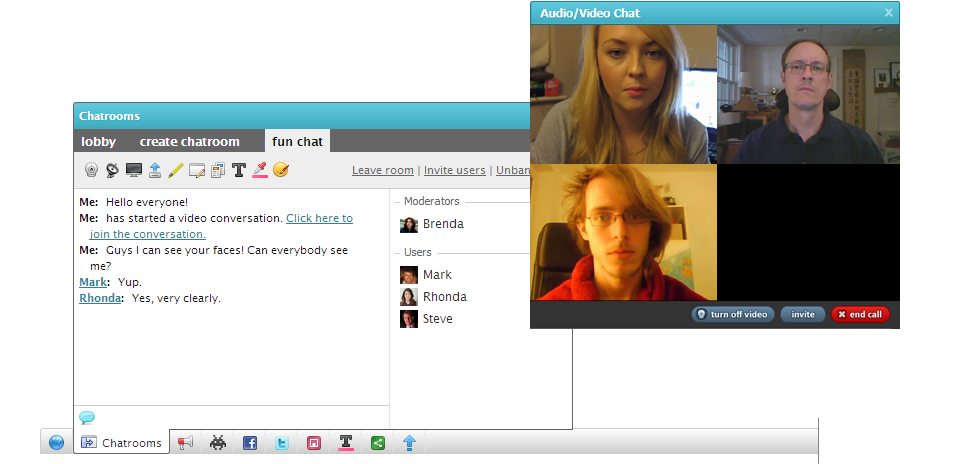 Audio/Video Chat X
Chatrooms
lobby create chatroom fun chat
Leave room | Invite users | Unban
Me: Hello everyone!
Me: has started a video conversation. Click here to
join the conversation.
Me: Guys I can see your faces! Can everybody see
me?
Mark: Yup.
Rhonda: Yes, very clearly.
Moderators
Brenda
Users
Mark
Rhonda
Steve
turn off video invite end call
Chatrooms